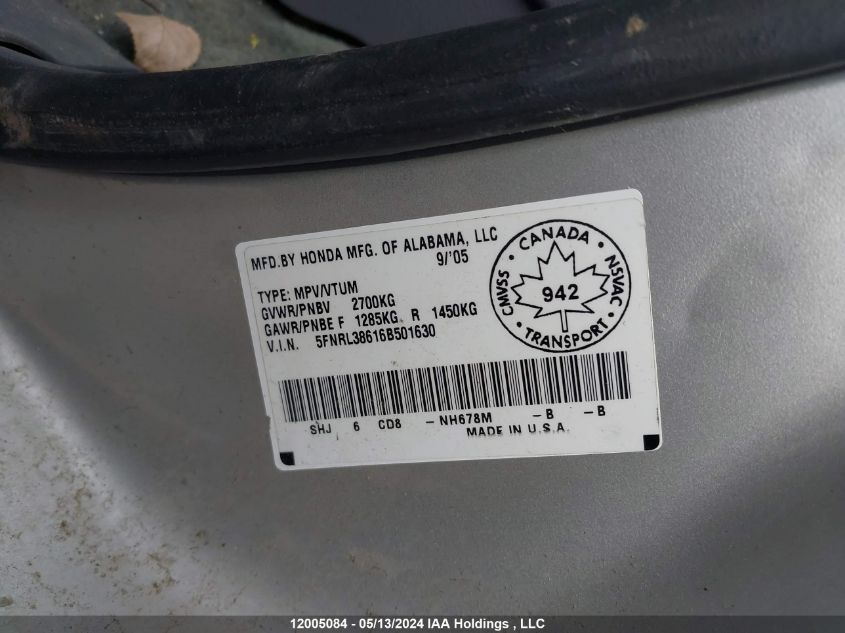 MFD.BY HONDA MFG. OF ALABAMA, LLC
9/'05
TYPE: MPV/VTUM
GVWR/PNBV 2700KG
GAWR/PNBE F 1285KG R 1450KG
V.I.N. 5FNRL38616B501630
CANADA
CMVSS • NSVAC
942
• TRANSPORT •
SHJ 6 CD8 -NH678M -B -B
MADE IN U.S.A.
12005084 - 05/13/2024 IAA Holdings , LLC